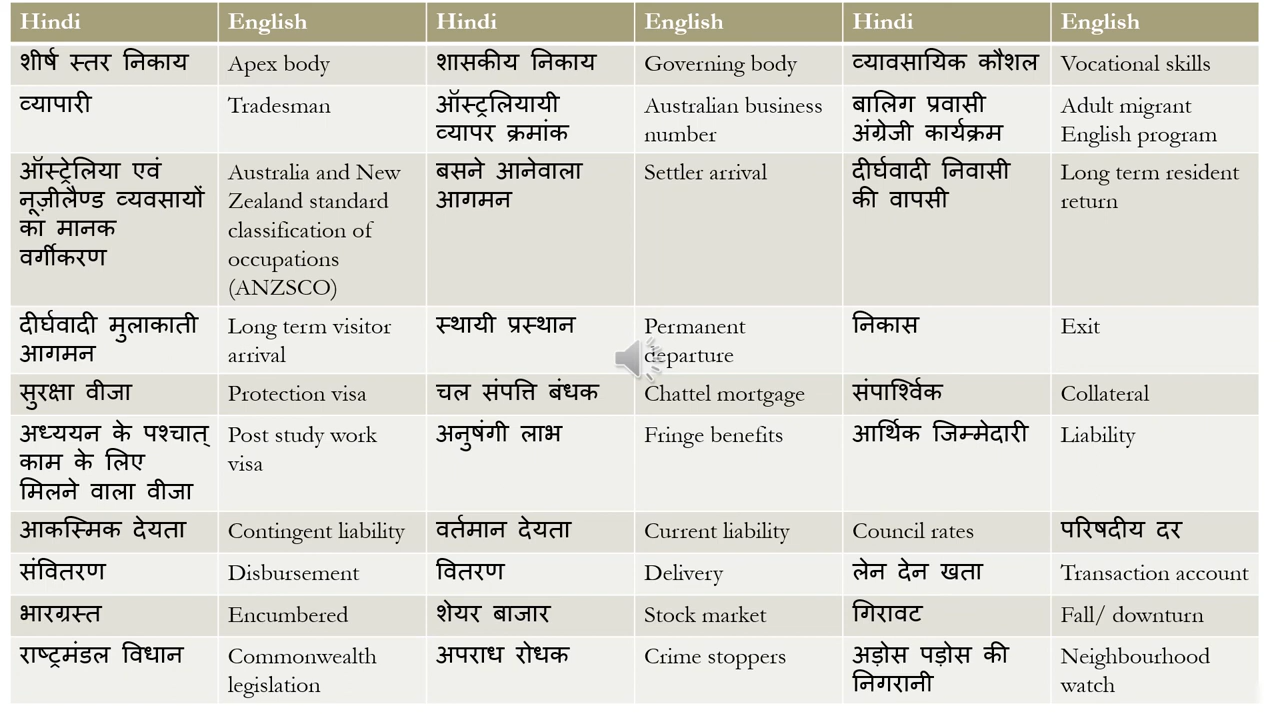 Hindi English Hindi English Hindi English
शीर्ष स्तर निकाय Apex body शासकीय निकाय Governing body व्यावसायिक कौशल Vocational skills
व्यापारी Tradesman ऑस्ट्रलियायी Australian business बालिग प्रवासी Adult migrant
व्यापर क्रमांक number अंग्रेजी कार्यक्रम English program
ऑस्ट्रेलिया एवं Australia and New बसने आनेवाला Settler arrival दीर्घवादी निवासी Long term resident
नूज़ीलैण्ड व्यवसायों Zealand standard आगमन की वापसी return
का मानक classification of
वर्गीकरण occupations
(ANZSCO)
दीर्घवादी मुलाकाती Long term visitor स्थायी प्रस्थान Permanent निकास Exit
आगमन arrival departure
सुरक्षा वीजा Protection visa चल संपत्ति बंधक Chattel mortgage संपार्श्विक Collateral
अध्ययन के पश्चात् Post study work अनुषंगी लाभ Fringe benefits आर्थिक जिम्मेदारी Liability
काम के लिए visa
मिलने वाला वीजा
आकस्मिक देयता Contingent liability वर्तमान देयता Current liability Council rates परिषदीय दर
संवितरण Disbursement वितरण Delivery लेन देन खता Transaction account
भारग्रस्त Encumbered शेयर बाजार Stock market गिरावट Fall/ downturn
राष्ट्रमंडल विधान Commonwealth अपराध रोधक Crime stoppers अड़ोस पड़ोस की Neighbourhood
legislation निगरानी watch